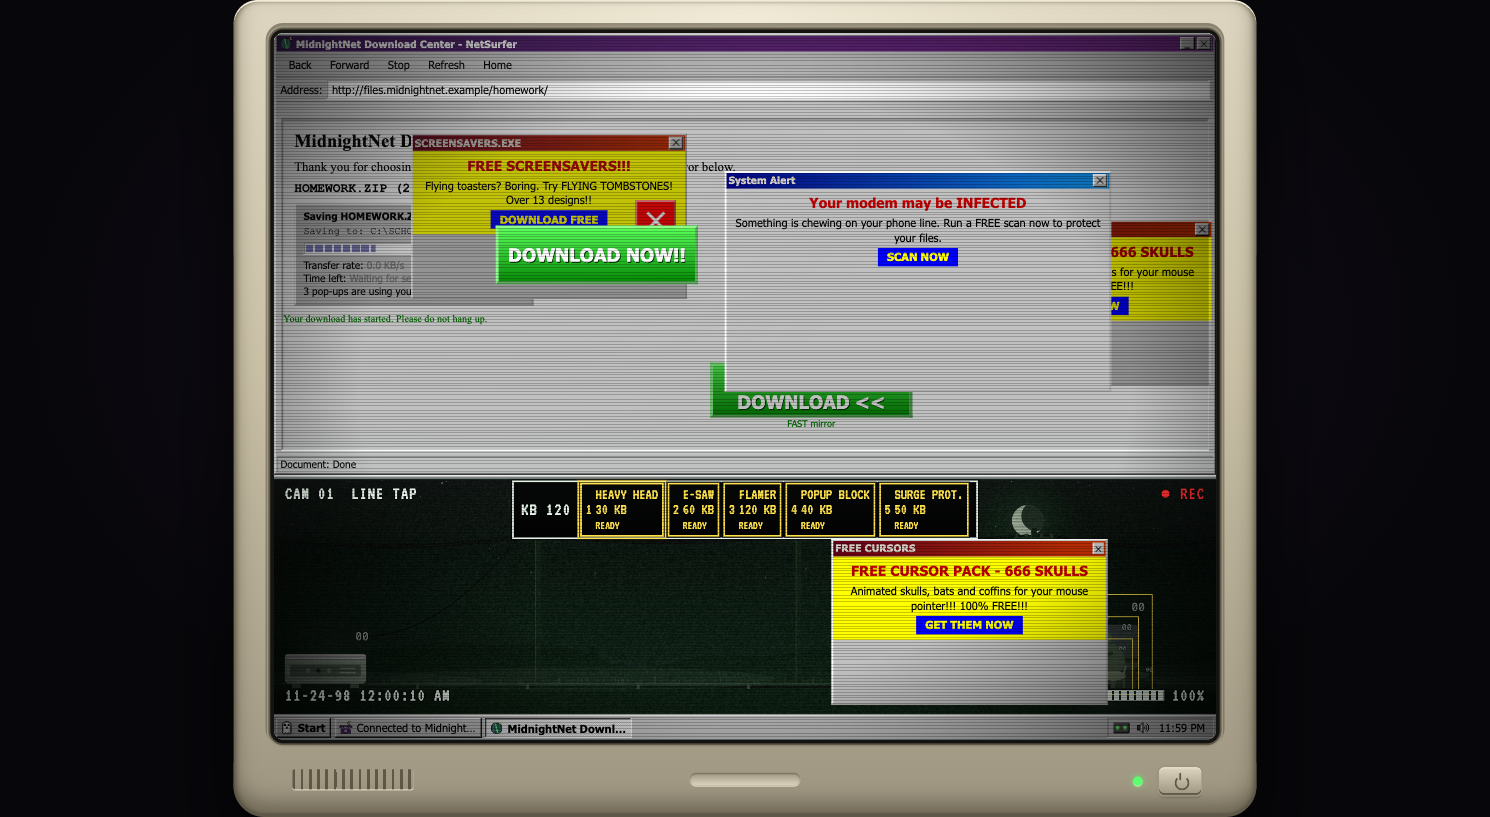 MidnightNet Download Center - NetSurfer
Back Forward Stop Refresh Home
Address: http://files.midnightnet.example/homework/
MidnightNet D
Thank you for choosin
or below.
HOMEWORK.ZIP (2
Saving HOMEWORK.Z
Saving to: C:\SCHO
Transfer rate: 0.0 KB/s
Time left: Waiting for se
3 pop-ups are using you
Your download has started. Please do not hang up.
SCREENSAVERS.EXE
FREE SCREENSAVERS!!!
Flying toasters? Boring. Try FLYING TOMBSTONES!
Over 13 designs!!
DOWNLOAD FREE
DOWNLOAD NOW!!
System Alert
Your modem may be INFECTED
Something is chewing on your phone line. Run a FREE scan now to protect
your files.
SCAN NOW
666 SKULLS
s for your mouse
EE!!!
W
DOWNLOAD <<
FAST mirror
Document: Done
CAM 01 LINE TAP
KB 120
HEAVY HEAD
1 30 KB
READY
E-SAW
2 60 KB
READY
FLAMER
3 120 KB
READY
POPUP BLOCK
4 40 KB
READY
SURGE PROT.
5 50 KB
READY
REC
FREE CURSORS
FREE CURSOR PACK - 666 SKULLS
Animated skulls, bats and coffins for your mouse
pointer!!! 100% FREE!!!
GET THEM NOW
00
00
00
11-24-98 12:00:10 AM
100%
Start
Connected to Midnight...
MidnightNet Downl...
11:59 PM